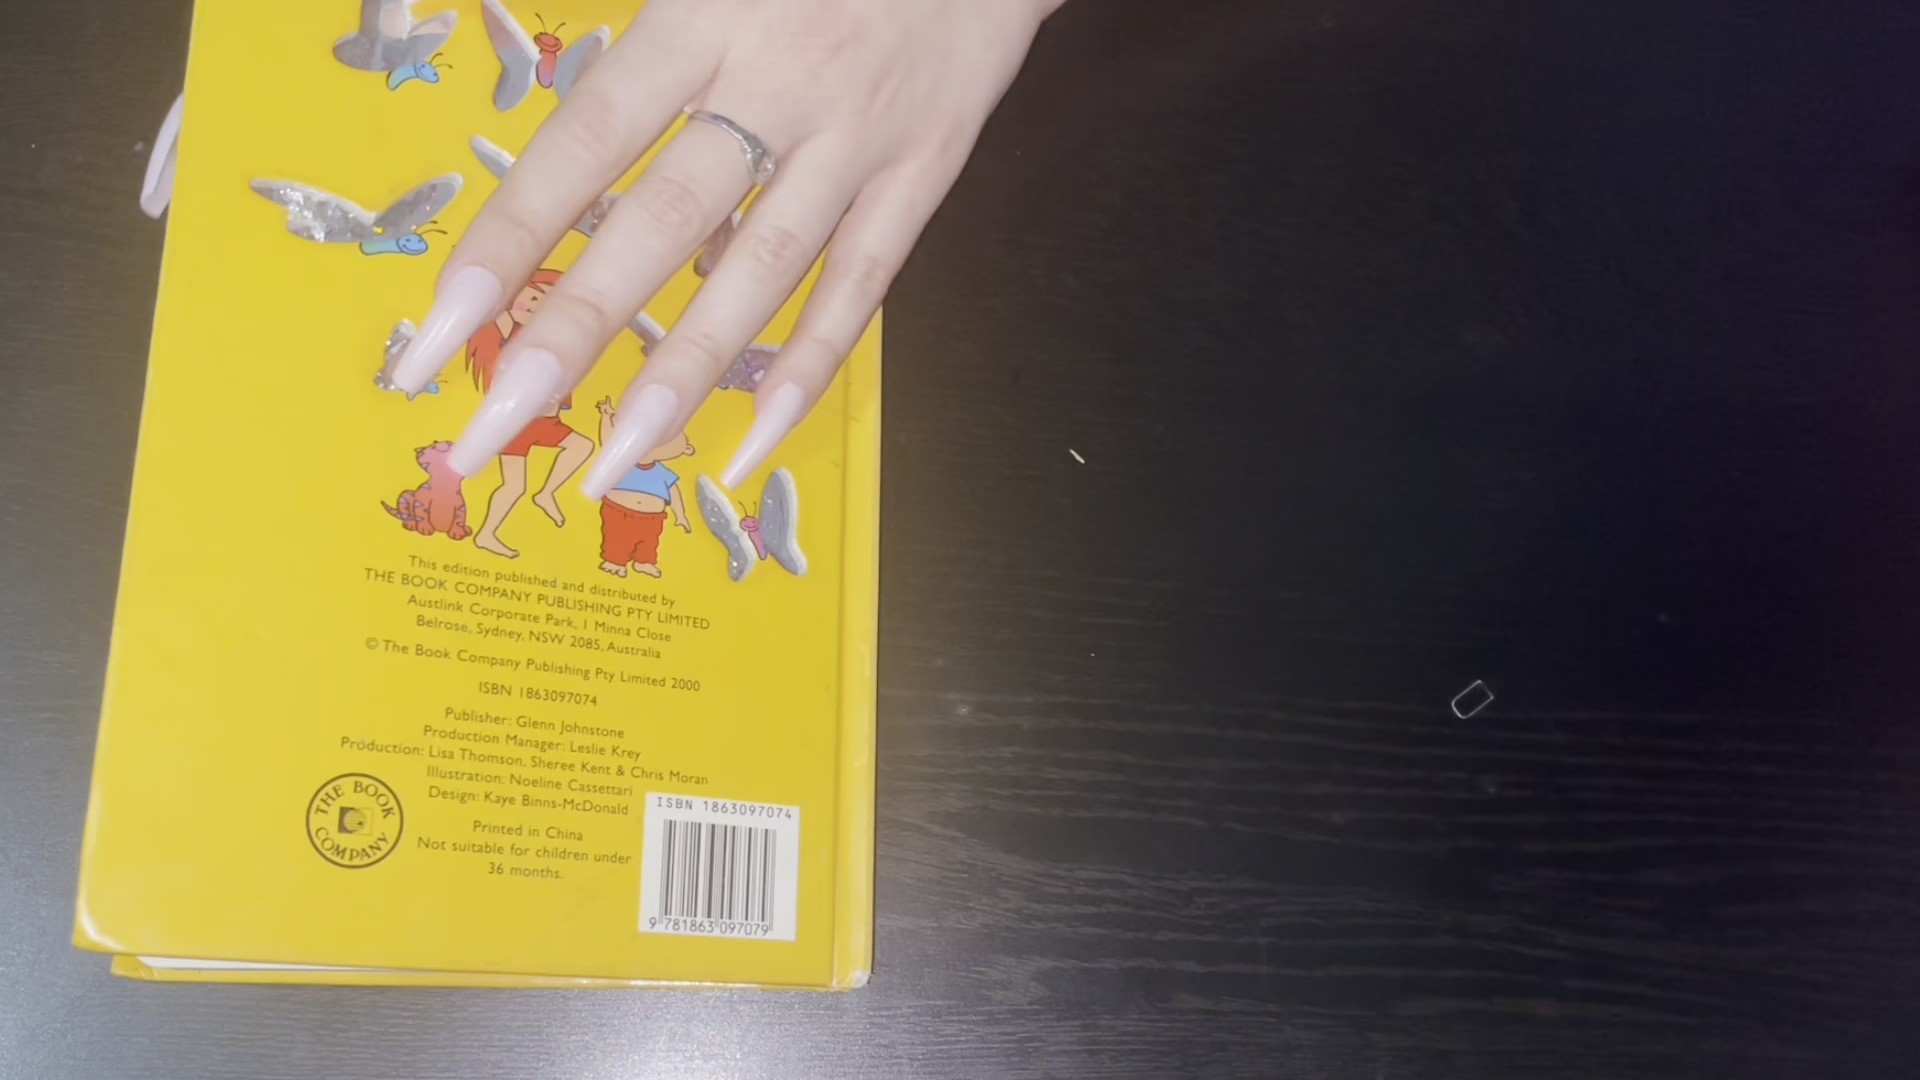 This edition published and distributed by
THE BOOK COMPANY PUBLISHING PTY LIMITED
Austlink Corporate Park, 1 Minna Close
Belrose, Sydney, NSW 2085, Australia
© The Book Company Publishing Pty Limited 2000
ISBN 1863097074
Publisher: Glenn Johnstone
Production Manager: Leslie Krey
Production: Lisa Thomson, Sheree Kent & Chris Moran
Illustration: Noeline Cassettari
Design: Kaye Binns-McDonald
THE BOOK
COMPANY
Printed in China
Not suitable for children under
36 months.
ISBN 1863097074
9 781863 097079